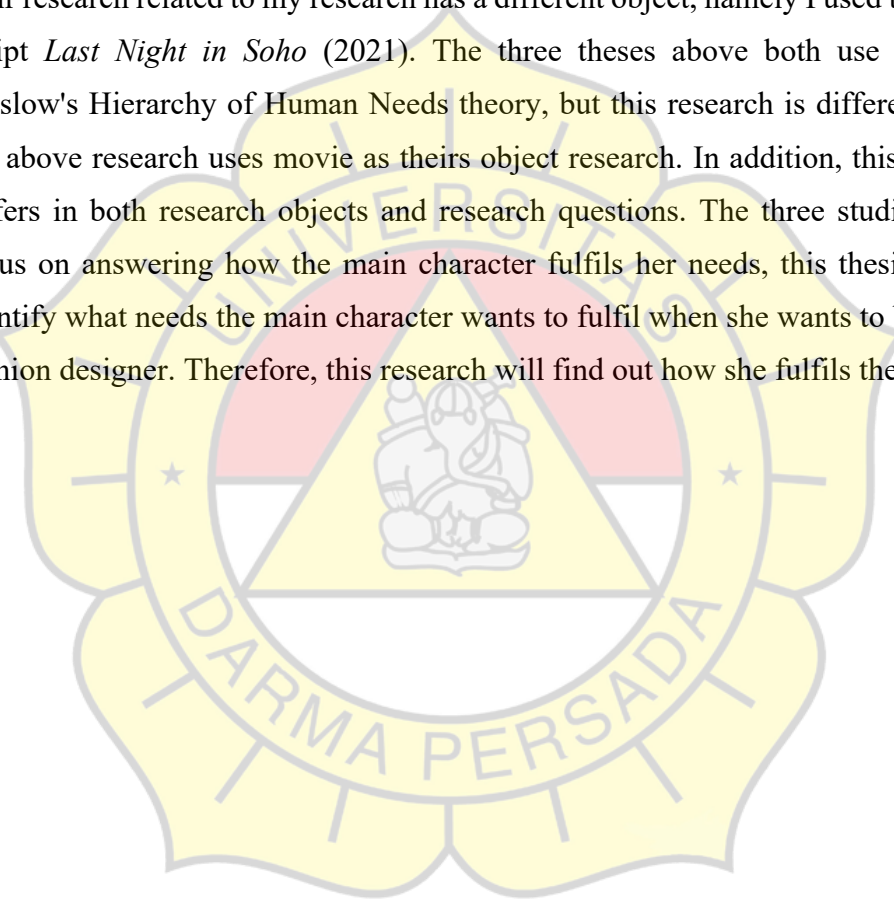 research related to my research has a different object, namely I used
ipt Last Night in Soho (2021). The three theses above both use
slow's Hierarchy of Human Needs theory, but this research is differe
above research uses movie as theirs object research. In addition, this
fers in both research objects and research questions. The three studi
us on answering how the main character fulfils her needs, this thesi
ntify what needs the main character wants to fulfil when she wants to
nion designer. Therefore, this research will find out how she fulfils the
UNIVERSITAS
DARMA PERSADA